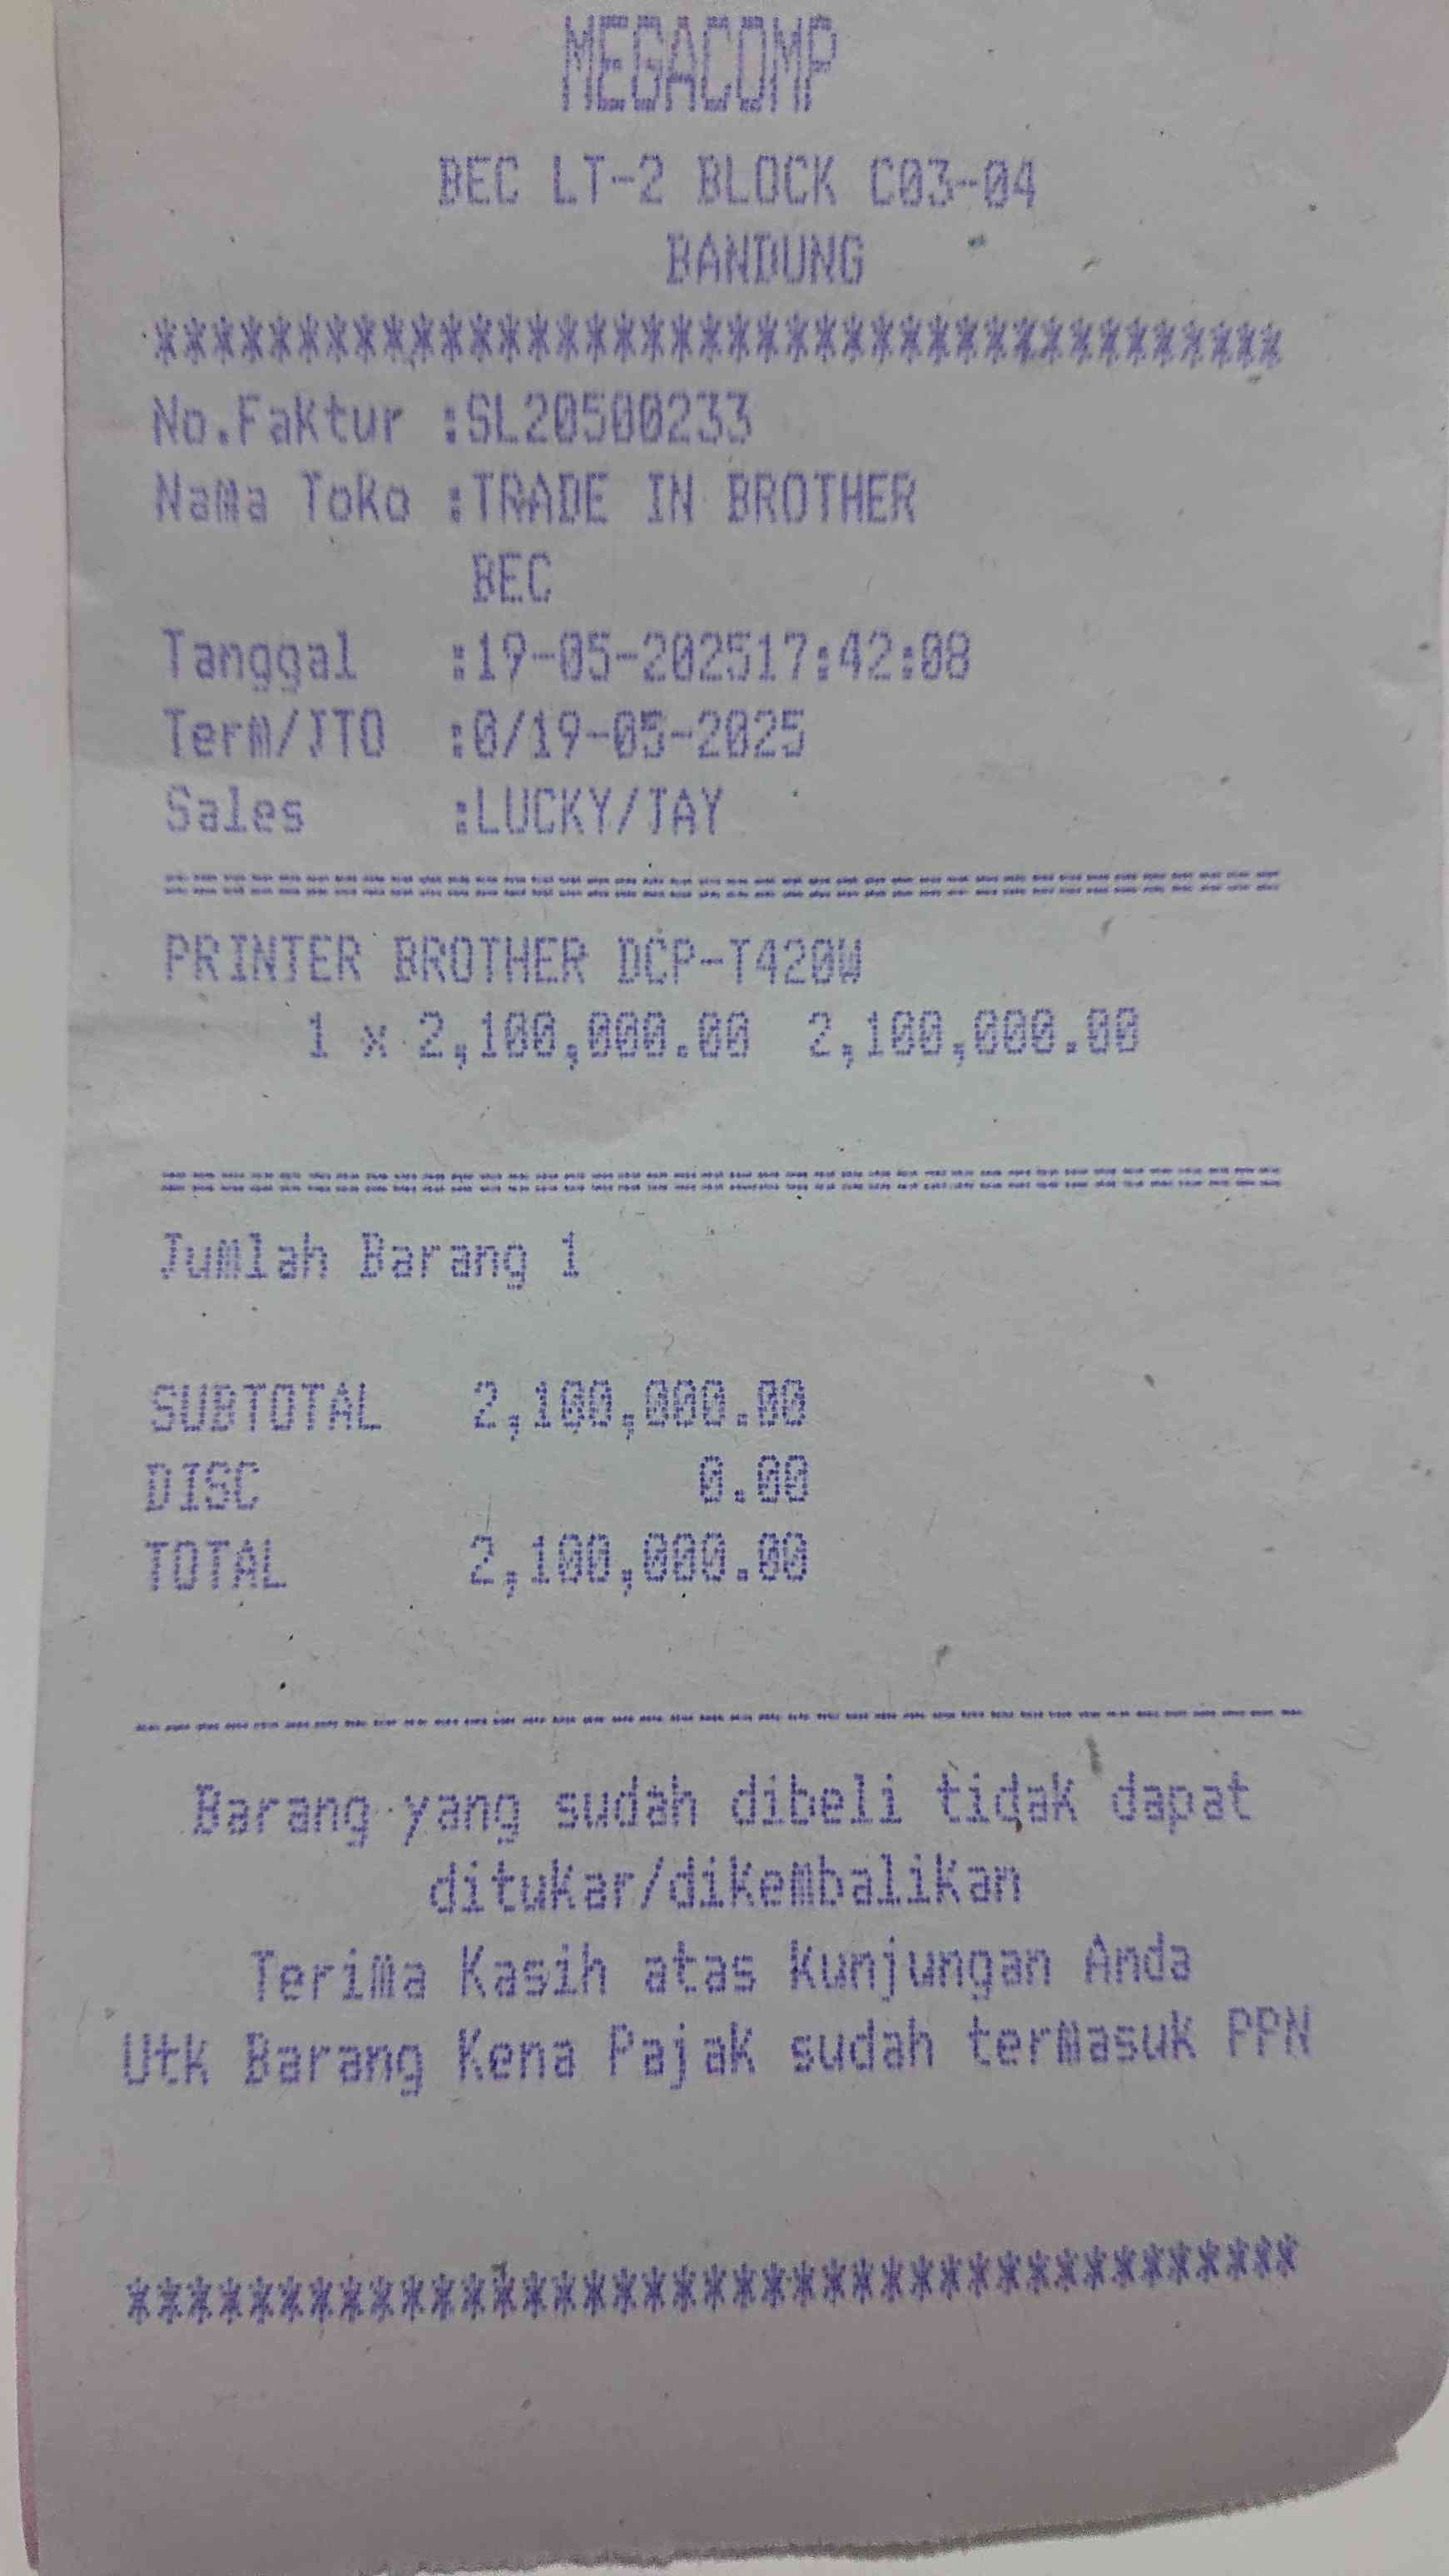 MEGACOMP
BEC LT-2 BLOCK C03-04
BANDUNG
****************************************
No.Faktur :SL20500233
Nama Toko :TRADE IN BROTHER
BEC
Tanggal :19-05-202517:42:08
Term/JTO :0/19-05-2025
Sales :LUCKY/JAY
========================================
PRINTER BROTHER DCP-T420W
1 x 2,100,000.00 2,100,000.00
========================================
Jumlah Barang 1
SUBTOTAL 2,100,000.00
DISC 0.00
TOTAL 2,100,000.00
----------------------------------------
Barang yang sudah dibeli tidak dapat
ditukar/dikembalikan
Terima Kasih atas Kunjungan Anda
Utk Barang Kena Pajak sudah termasuk PPN
****************************************